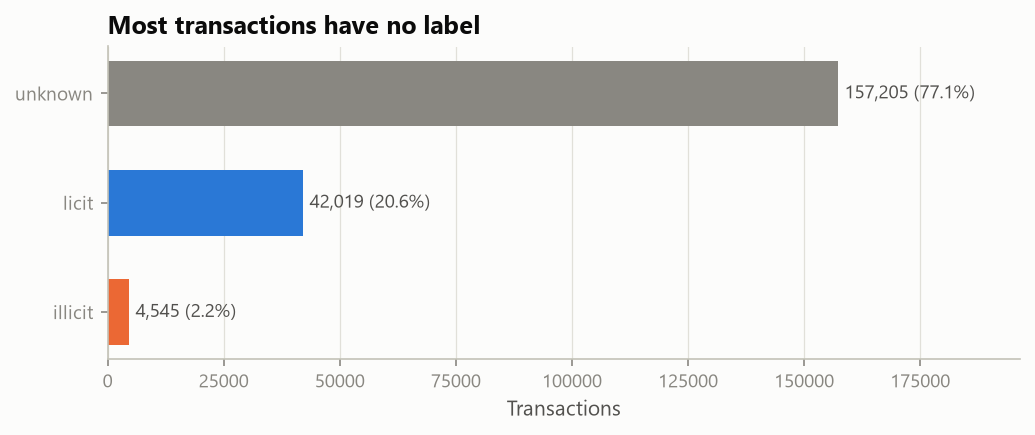 Most transactions have no label
unknown
157,205 (77.1%)
licit
42,019 (20.6%)
illicit
4,545 (2.2%)
0 25000 50000 75000 100000 125000 150000 175000
Transactions